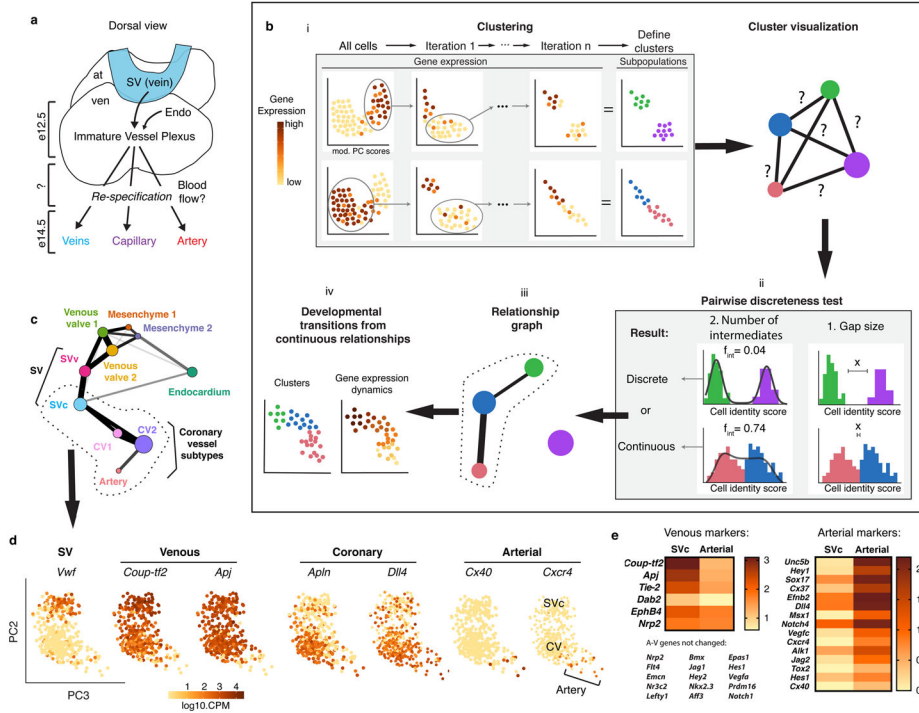 a
Dorsal view
at
SV (vein)
ven
Endo
Immature Vessel Plexus
e12.5
?
e14.5
Re-specification
Blood
flow?
Veins
Capillary
Artery
b
i
Clustering
All cells
Iteration 1
...
Iteration n
Define
clusters
Gene expression
Subpopulations
Gene
Expression
high
low
mod. PC scores
...
=
...
=
Cluster visualization
?
?
?
?
?
ii
Pairwise discreteness test
Result:
2. Number of
intermediates
1. Gap size
Discrete
or
Continuous
fint= 0.04
X
Cell identity score
Cell identity score
fint= 0.74
X
H
Cell identity score
Cell identity score
iii
Relationship
graph
iv
Developmental
transitions from
continuous relationships
Clusters
Gene expression
dynamics
c
Venous
valve 1
Mesenchyme 1
Mesenchyme 2
SVv
Venous
valve 2
SV
Endocardium
SVc
CV2
CV1
Artery
Coronary
vessel
subtypes
d
SV
Venous
Coronary
Arterial
Vwf
Coup-tf2
Apj
Apln
Dll4
Cx40
Cxcr4
PC2
PC3
SVc
CV
Artery
1 2 3 4
log10.CPM
e
Venous markers:
SVc Arterial
Coup-tf2
Apj
Tie-2
Dab2
EphB4
Nrp2
3
2
1
A-V genes not changed:
Nrp2 Bmx Epas1
Flt4 Jag1 Hes1
Emcn Hey2 Vegfa
Nr3c2 Nkx2.3 Prdm16
Lefty1 Aff3 Notch1
Arterial markers:
SVc Arterial
Unc5b
Hey1
Sox17
Cx37
Efnb2
Dll4
Msx1
Notch4
Vegfc
Cxcr4
Alk1
Jag2
Tox2
Hes1
Cx40
2
1
0